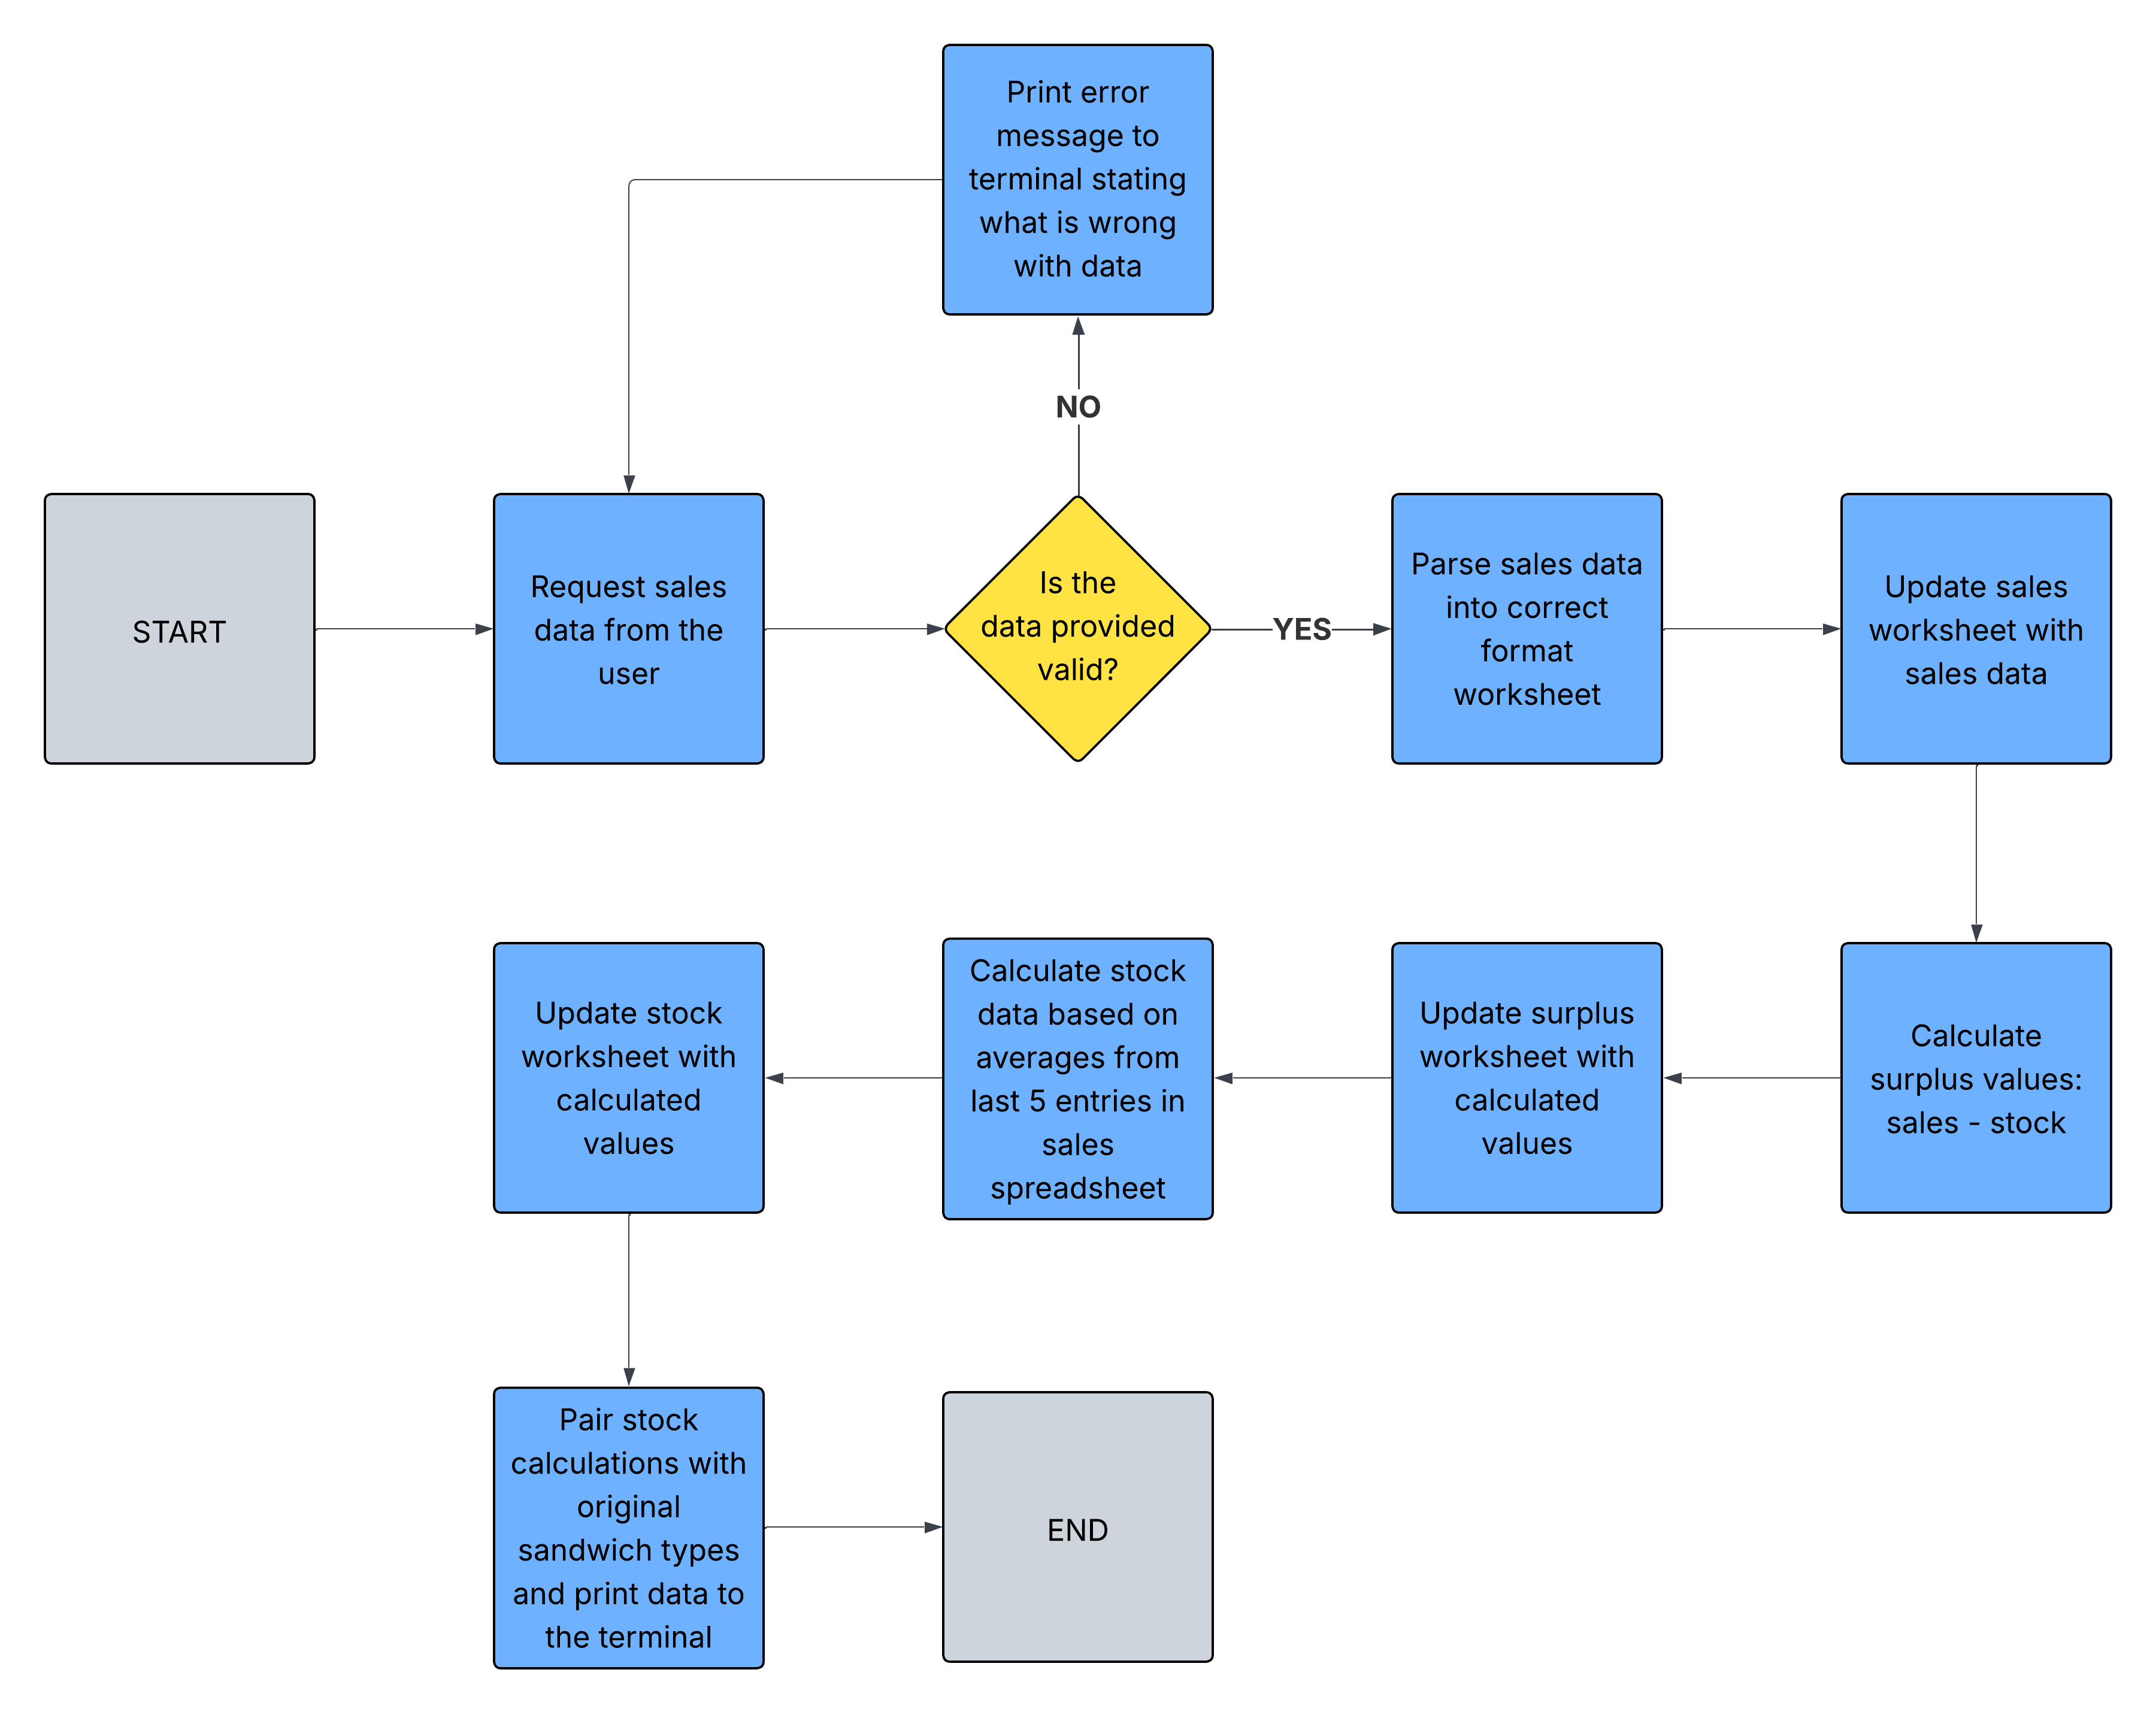 Print error
message to
terminal stating
what is wrong
with data
NO
START
Request sales
data from the
user
Is the
data provided
valid?
YES
Parse sales data
into correct
format
worksheet
Update sales
worksheet with
sales data
Calculate
surplus values:
sales - stock
Update surplus
worksheet with
calculated
values
Calculate stock
data based on
averages from
last 5 entries in
sales
spreadsheet
Update stock
worksheet with
calculated
values
Pair stock
calculations with
original
sandwich types
and print data to
the terminal
END